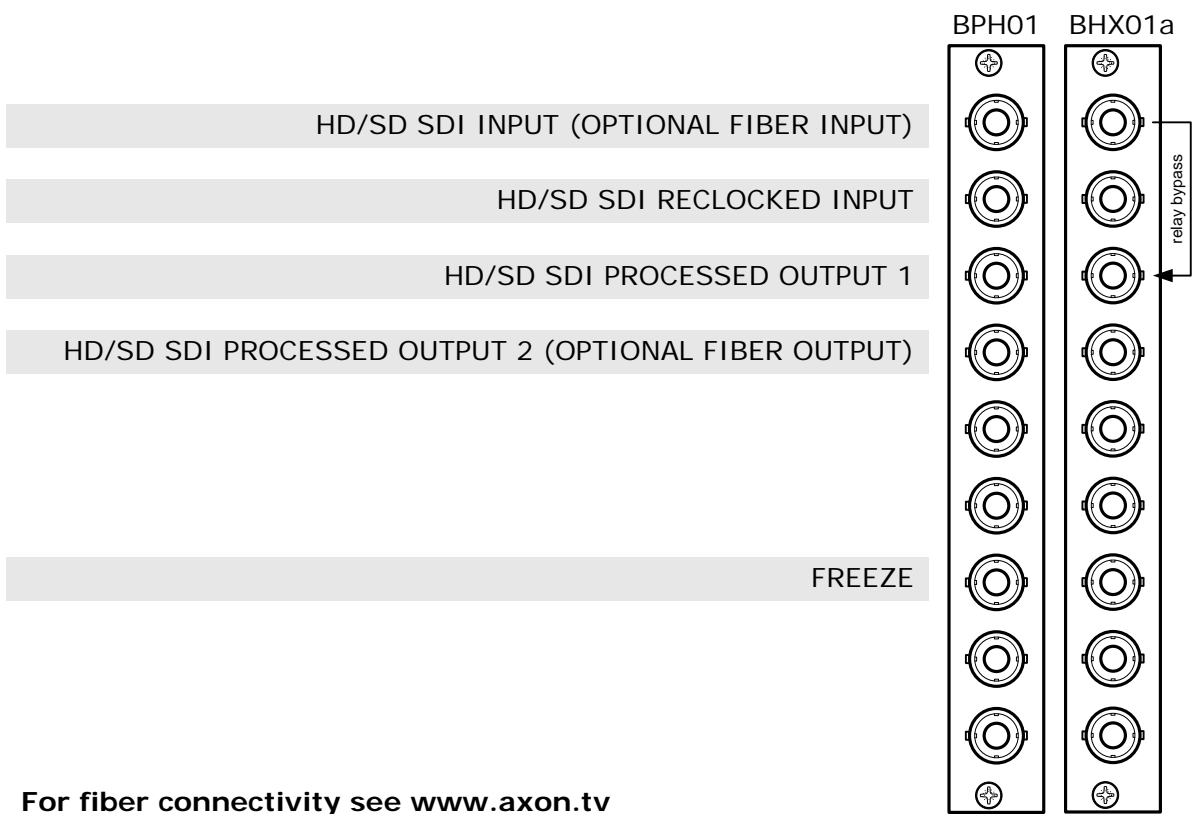 BPH01 BHX01a
HD/SD SDI INPUT (OPTIONAL FIBER INPUT)
HD/SD SDI RECLOCKED INPUT
relay bypass
HD/SD SDI PROCESSED OUTPUT 1
HD/SD SDI PROCESSED OUTPUT 2 (OPTIONAL FIBER OUTPUT)
FREEZE
For fiber connectivity see www.axon.tv